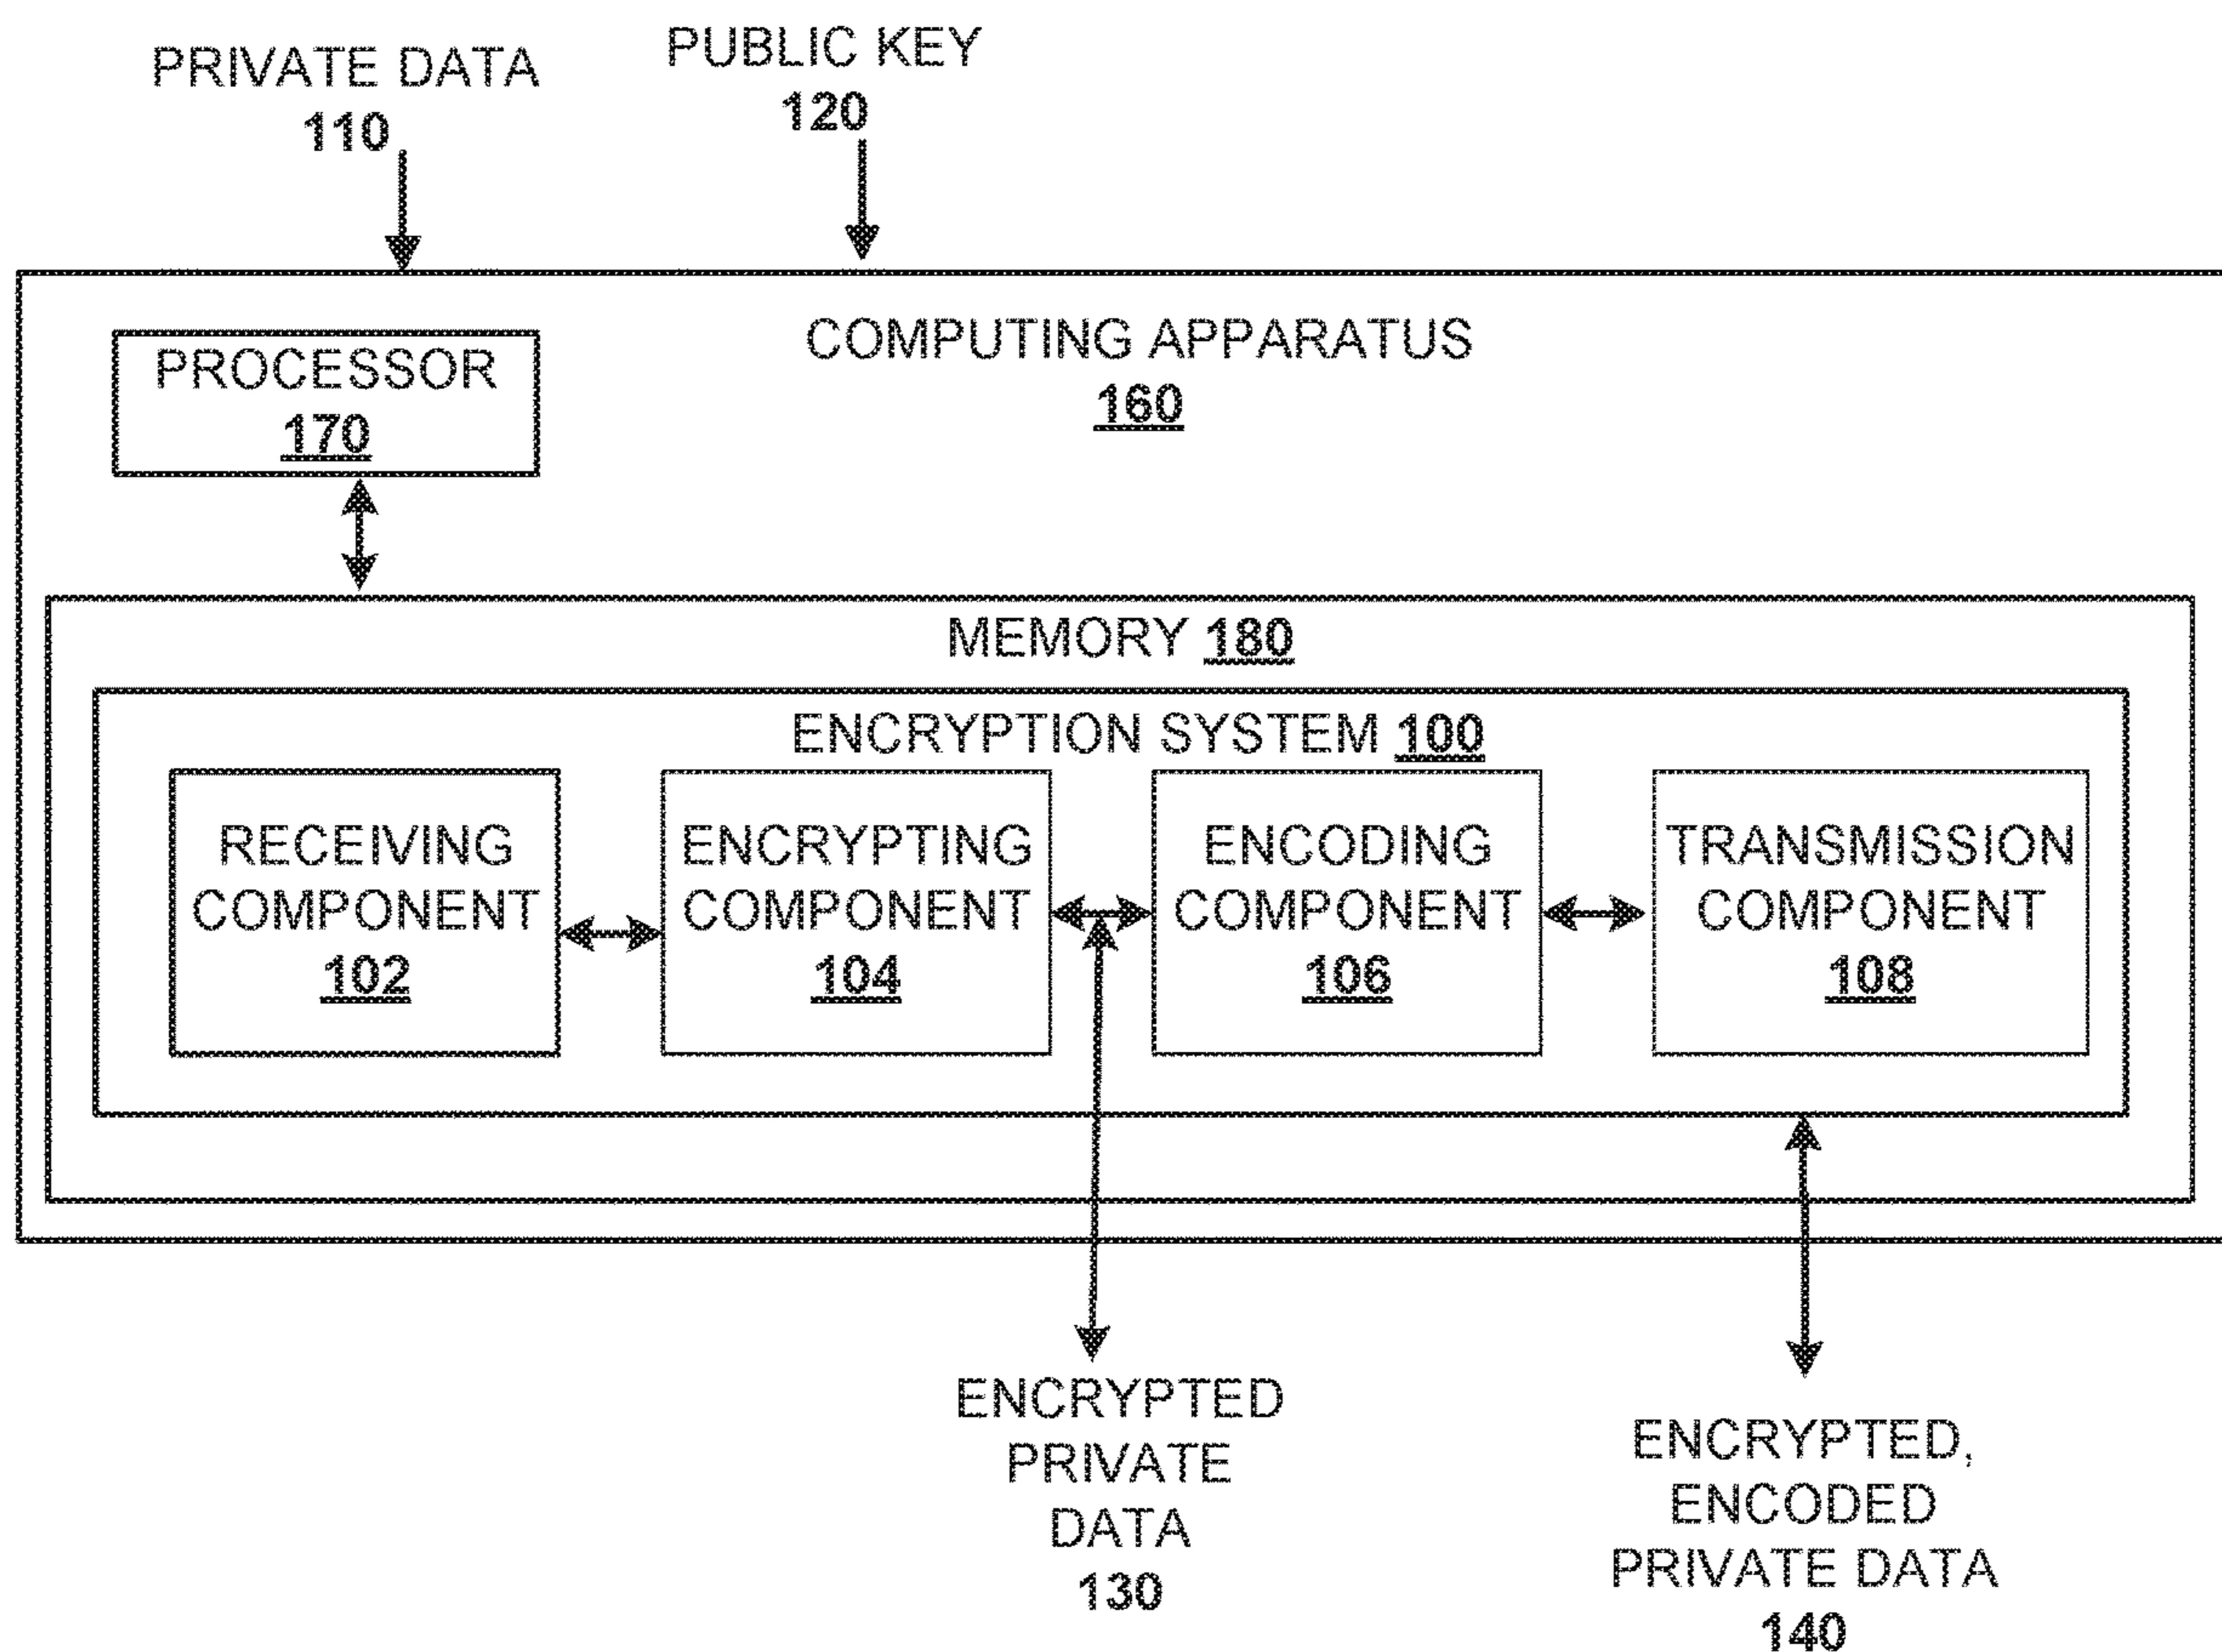 PRIVATE DATA
110
PUBLIC KEY
120
PROCESSOR
170
COMPUTING APPARATUS
160
MEMORY 180
ENCRYPTION SYSTEM 100
RECEIVING
COMPONENT
102
ENCRYPTING
COMPONENT
104
ENCODING
COMPONENT
106
TRANSMISSION
COMPONENT
108
ENCRYPTED
PRIVATE
DATA
130
ENCRYPTED,
ENCODED
PRIVATE DATA
140